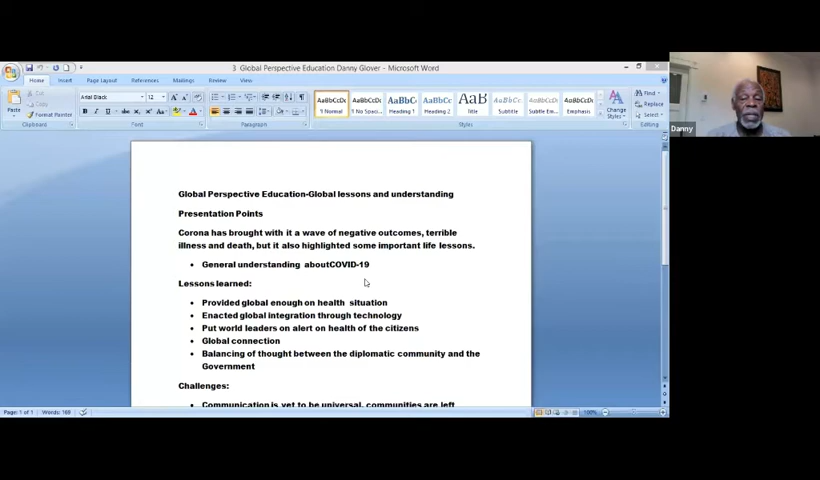 3 Global Perspective Education Danny Glover - Microsoft Word
Home Insert Page Layout References Mailings Review View
Cut
Copy
Paste
Format Painter
Clipboard
Arial Black 12
Font
Paragraph
AaBbCcDc AaBbCcDc AaBbCc AaBbCc AaB AaBbCc AaBbCcDc AaBbCcDc
¶ Normal ¶ No Spaci... Heading 1 Heading 2 Title Subtitle Subtle Em... Emphasis
Change
Styles
Styles
Find
Replace
Select
Editing
Danny
Global Perspective Education-Global lessons and understanding
Presentation Points
Corona has brought with it a wave of negative outcomes, terrible
illness and death, but it also highlighted some important life lessons.
• General understanding aboutCOVID-19
Lessons learned:
• Provided global enough on health situation
• Enacted global integration through technology
• Put world leaders on alert on health of the citizens
• Global connection
• Balancing of thought between the diplomatic community and the
Government
Challenges:
• Communication is yet to be universal, communities are left
Page: 1 of 1 Words: 169
100%